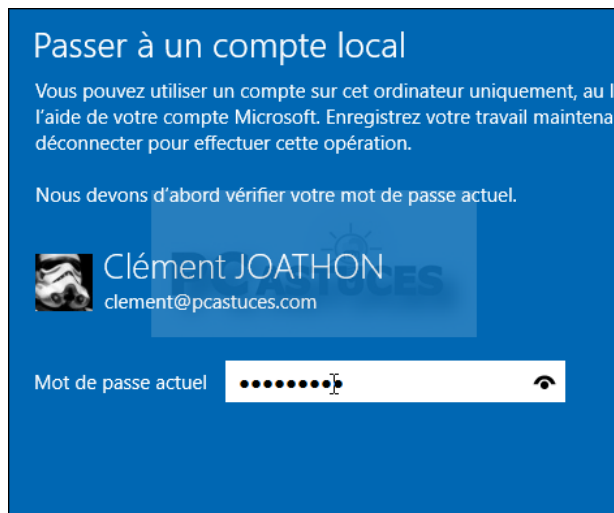 Passer à un compte local
Vous pouvez utiliser un compte sur cet ordinateur uniquement, au l
l'aide de votre compte Microsoft. Enregistrez votre travail maintena
déconnecter pour effectuer cette opération.
Nous devons d'abord vérifier votre mot de passe actuel.
PC ASTUCES
Clément JOATHON
clement@pcastuces.com
Mot de passe actuel ●●●●●●●●●